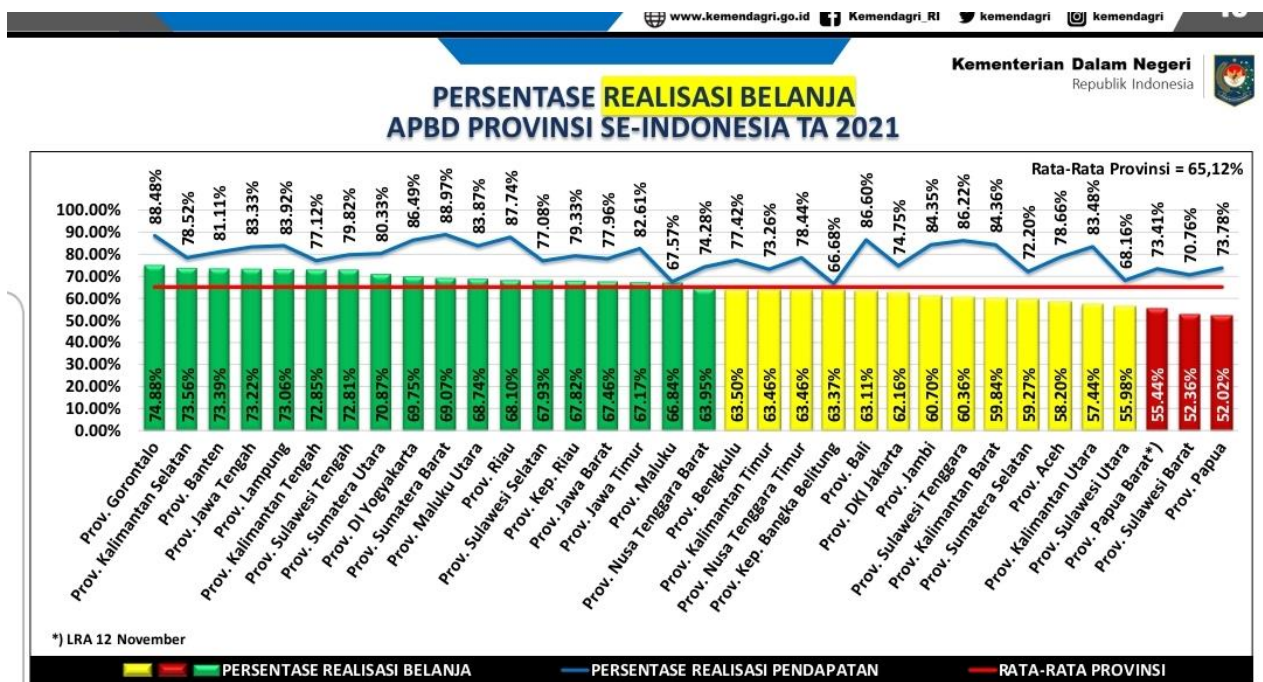 www.kemendagri.go.id Kemendagri_RI kemendagri kemendagri
Kementerian Dalam Negeri
Republik Indonesia
PERSENTASE REALISASI BELANJA
APBD PROVINSI SE-INDONESIA TA 2021
Rata-Rata Provinsi = 65,12%
88.48% 78.52% 81.11% 83.33% 83.92% 77.12% 79.82% 80.33% 86.49% 88.97% 83.87% 87.74% 77.08% 79.33% 77.96% 82.61% 67.57% 74.28% 77.42% 73.26% 78.44% 66.68% 86.60% 74.75% 84.35% 86.22% 84.36% 72.20% 78.66% 83.48% 68.16% 73.41% 70.76% 73.78%
100.00%
90.00%
80.00%
70.00%
60.00%
50.00%
40.00%
30.00%
20.00%
10.00%
0.00%
74.88% 73.56% 73.39% 73.22% 73.06% 72.85% 72.81% 70.87% 69.75% 69.07% 68.74% 68.10% 67.93% 67.82% 67.46% 67.17% 66.84% 63.95% 63.50% 63.46% 63.46% 63.37% 63.11% 62.16% 60.70% 60.36% 59.84% 59.27% 58.20% 57.44% 55.98% 55.44% 52.36% 52.02%
Prov. Gorontalo
Prov. Kalimantan Selatan
Prov. Banten
Prov. Jawa Tengah
Prov. Lampung
Prov. Kalimantan Tengah
Prov. Sulawesi Tengah
Prov. Sumatera Utara
Prov. DI Yogyakarta
Prov. Sumatera Barat
Prov. Maluku Utara
Prov. Riau
Prov. Sulawesi Selatan
Prov. Kep. Riau
Prov. Jawa Barat
Prov. Jawa Timur
Prov. Maluku
Prov. Nusa Tenggara Barat
Prov. Bengkulu
Prov. Kalimantan Timur
Prov. Nusa Tenggara Timur
Prov. Kep. Bangka Belitung
Prov. Bali
Prov. DKI Jakarta
Prov. Jambi
Prov. Sulawesi Tenggara
Prov. Kalimantan Barat
Prov. Sumatera Selatan
Prov. Aceh
Prov. Kalimantan Utara
Prov. Sulawesi Utara
Prov. Papua Barat*)
Prov. Sulawesi Barat
Prov. Papua
*) LRA 12 November
PERSENTASE REALISASI BELANJA PERSENTASE REALISASI PENDAPATAN RATA-RATA PROVINSI